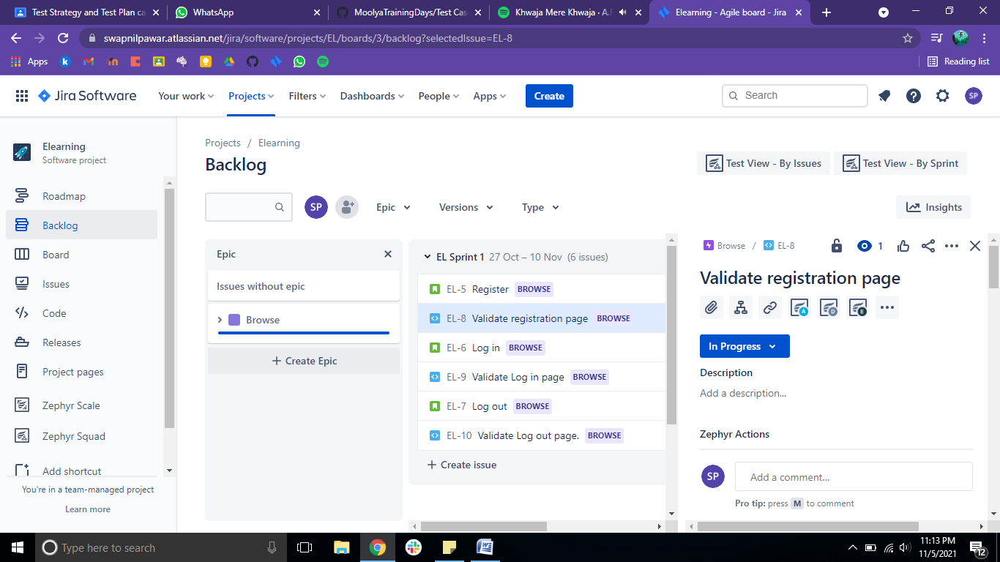 Test Strategy and Test Plan ca
WhatsApp
MoolyaTrainingDays/Test Cas
Khwaja Mere Khwaja · A.R
Elearning - Agile board - Jira
swapnilpawar.atlassian.net/jira/software/projects/EL/boards/3/backlog?selectedIssue=EL-8
Apps
Reading list
Jira Software
Your work
Projects
Filters
Dashboards
People
Apps
Create
Search
SP
Elearning
Software project
Roadmap
Backlog
Board
Issues
Code
Releases
Project pages
Zephyr Scale
Zephyr Squad
Add shortcut
You're in a team-managed project
Learn more
Projects / Elearning
Backlog
Test View - By Issues
Test View - By Sprint
SP
Epic
Versions
Type
Insights
Epic
Issues without epic
Browse
+ Create Epic
EL Sprint 1 27 Oct – 10 Nov (6 issues)
EL-5 Register BROWSE
EL-8 Validate registration page BROWSE
EL-6 Log in BROWSE
EL-9 Validate Log in page BROWSE
EL-7 Log out BROWSE
EL-10 Validate Log out page. BROWSE
+ Create issue
Browse / EL-8
1
Validate registration page
A
D
E
In Progress
Description
Add a description...
Zephyr Actions
SP
Add a comment...
Pro tip: press M to comment
Type here to search
11:13 PM
11/5/2021
12